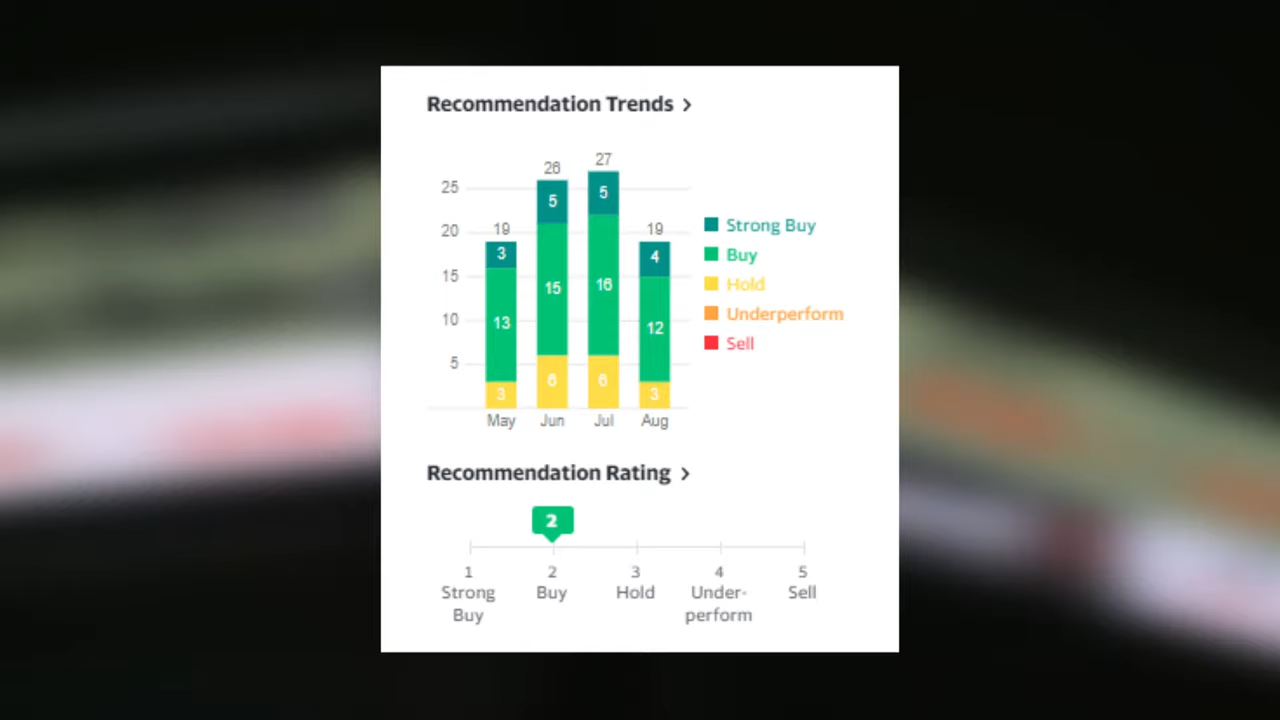 Recommendation Trends >
27
26
25
5
5
20
19
19
Strong Buy
3
4
Buy
15
15
16
Hold
10
13
12
Underperform
5
Sell
3
6
6
3
May Jun Jul Aug
Recommendation Rating >
2
1 2 3 4 5
Strong Buy Hold Under- Sell
Buy perform